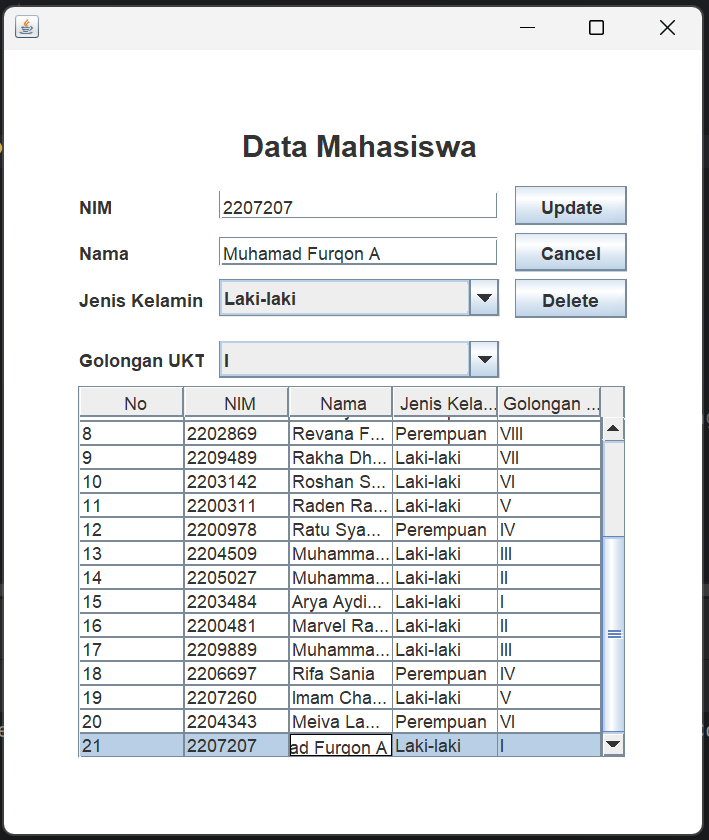 Data Mahasiswa
NIM 2207207 Update
Nama Muhamad Furqon A Cancel
Jenis Kelamin Laki-laki Delete
Golongan UKT I
No NIM Nama Jenis Kela... Golongan ...
8 2202869 Revana F... Perempuan VIII
9 2209489 Rakha Dh... Laki-laki VII
10 2203142 Roshan S... Laki-laki VI
11 2200311 Raden Ra... Laki-laki V
12 2200978 Ratu Sya... Perempuan IV
13 2204509 Muhamma... Laki-laki III
14 2205027 Muhamma... Laki-laki II
15 2203484 Arya Aydi... Laki-laki I
16 2200481 Marvel Ra... Laki-laki II
17 2209889 Muhamma... Laki-laki III
18 2206697 Rifa Sania Perempuan IV
19 2207260 Imam Cha... Laki-laki V
20 2204343 Meiva La... Perempuan VI
21 2207207 ad Furqon A Laki-laki I